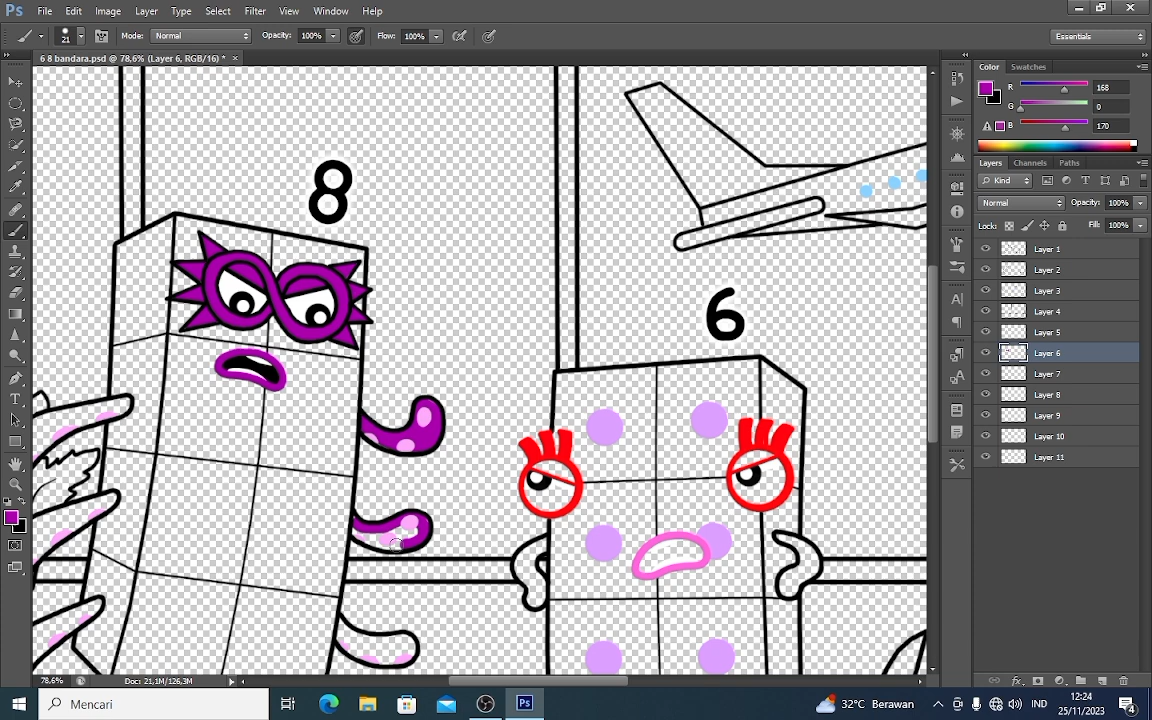 Ps File Edit Image Layer Type Select Filter View Window Help
21 Mode: Normal Opacity: 100% Flow: 100% Essentials
6 8 bandara.psd @ 78,6% (Layer 6, RGB/16) * ×
Color Swatches
R 168
G 0
B 170
Layers Channels Paths
Kind
Normal Opacity: 100%
Lock: Fill: 100%
Layer 1
Layer 2
Layer 3
Layer 4
Layer 5
Layer 6
Layer 7
Layer 8
Layer 9
Layer 10
Layer 11
8
6
78,6% Doc: 21,1M/126,3M
Mencari
Ps
32°C Berawan
IND
12:24
25/11/2023
4